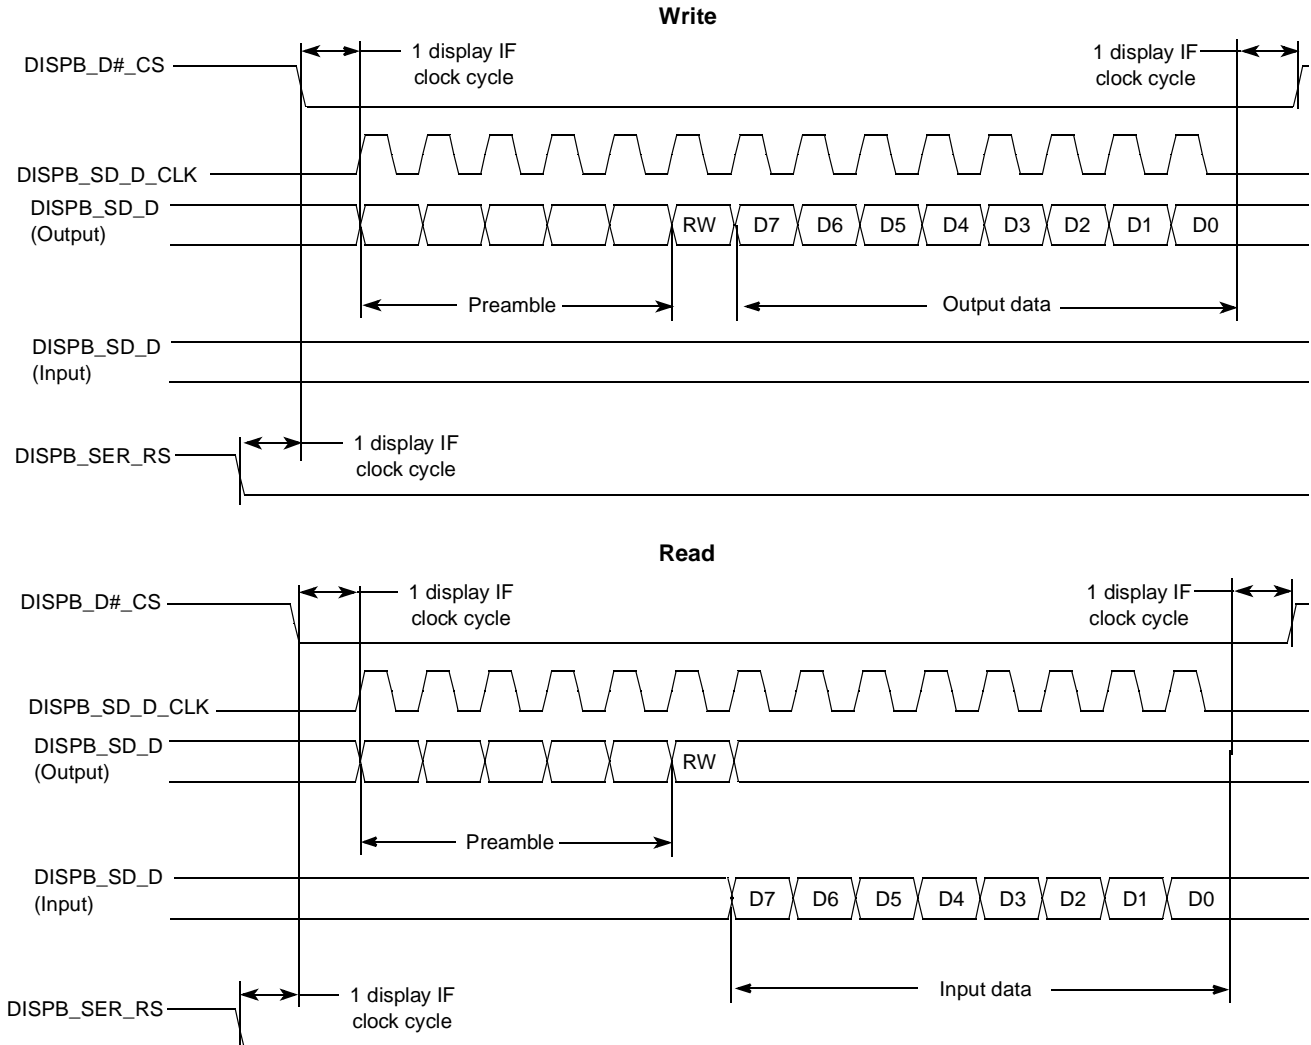 Write
1 display IF
clock cycle
1 display IF
clock cycle
DISPB_D#_CS
DISPB_SD_D_CLK
DISPB_SD_D
(Output)
RW D7 D6 D5 D4 D3 D2 D1 D0
Preamble
Output data
DISPB_SD_D
(Input)
1 display IF
clock cycle
DISPB_SER_RS
Read
1 display IF
clock cycle
1 display IF
clock cycle
DISPB_D#_CS
DISPB_SD_D_CLK
DISPB_SD_D
(Output)
RW
Preamble
DISPB_SD_D
(Input)
D7 D6 D5 D4 D3 D2 D1 D0
Input data
1 display IF
clock cycle
DISPB_SER_RS